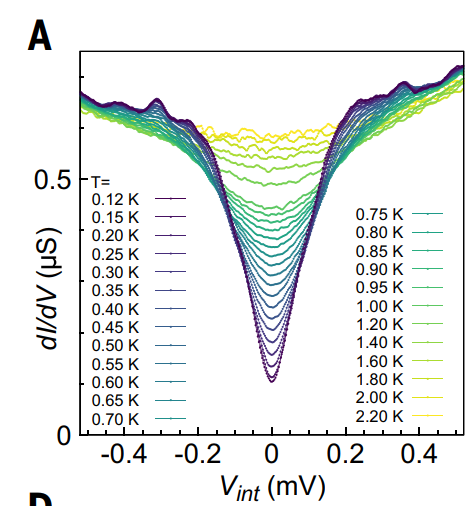 A
T=
0.12 K
0.15 K
0.20 K
0.25 K
0.30 K
0.35 K
0.40 K
0.45 K
0.50 K
0.55 K
0.60 K
0.65 K
0.70 K
0.75 K
0.80 K
0.85 K
0.90 K
0.95 K
1.00 K
1.20 K
1.40 K
1.60 K
1.80 K
2.00 K
2.20 K
0.5
0
dI/dV (µS)
-0.4 -0.2 0 0.2 0.4
V_int (mV)